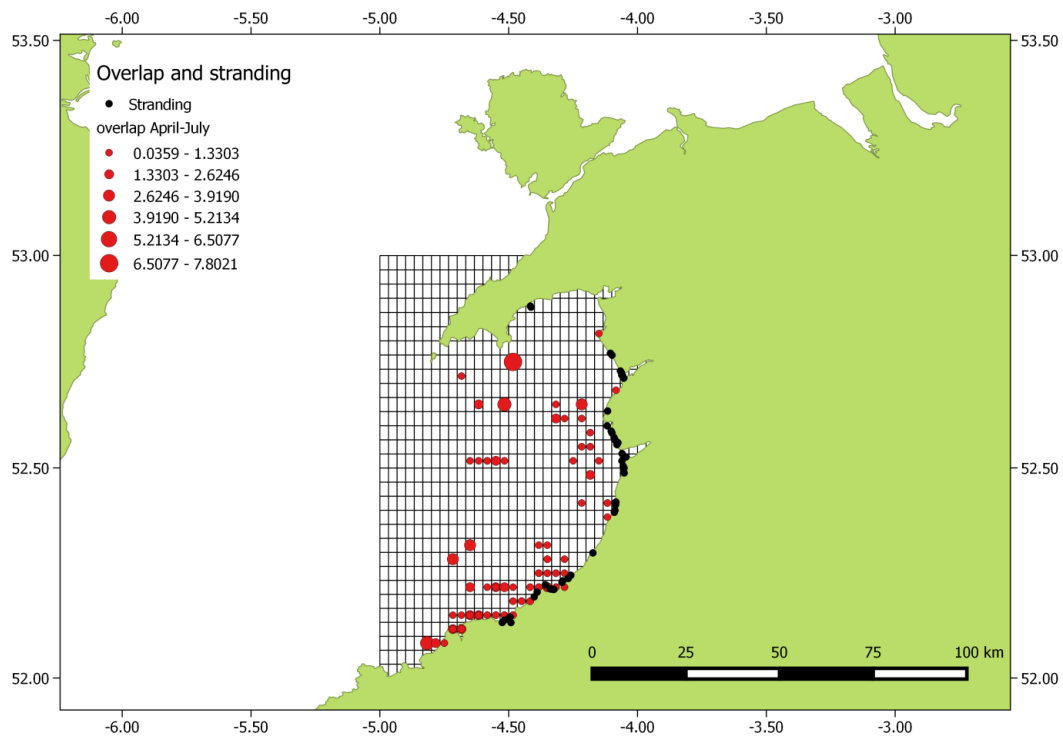 -6.00 -5.50 -5.00 -4.50 -4.00 -3.50 -3.00
53.50 53.50
Overlap and stranding
Stranding
overlap April-July
0.0359 - 1.3303
1.3303 - 2.6246
2.6246 - 3.9190
3.9190 - 5.2134
5.2134 - 6.5077
6.5077 - 7.8021
53.00 53.00
52.50 52.50
0 25 50 75 100 km
52.00 52.00
-6.00 -5.50 -5.00 -4.50 -4.00 -3.50 -3.00